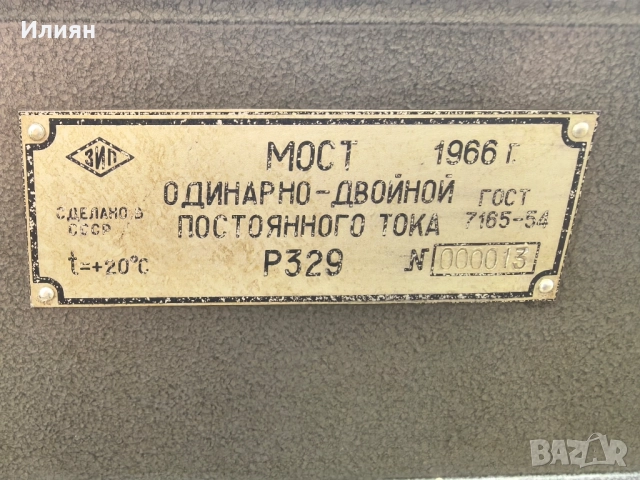 Илиян
ЗИП
МОСТ 1966 г.
ОДИНАРНО-ДВОЙНОЙ
ПОСТОЯННОГО ТОКА
ГОСТ
7165-54
СДЕЛАНО В
СССР
t=+20°C
Р329 № 000013
BAZAR